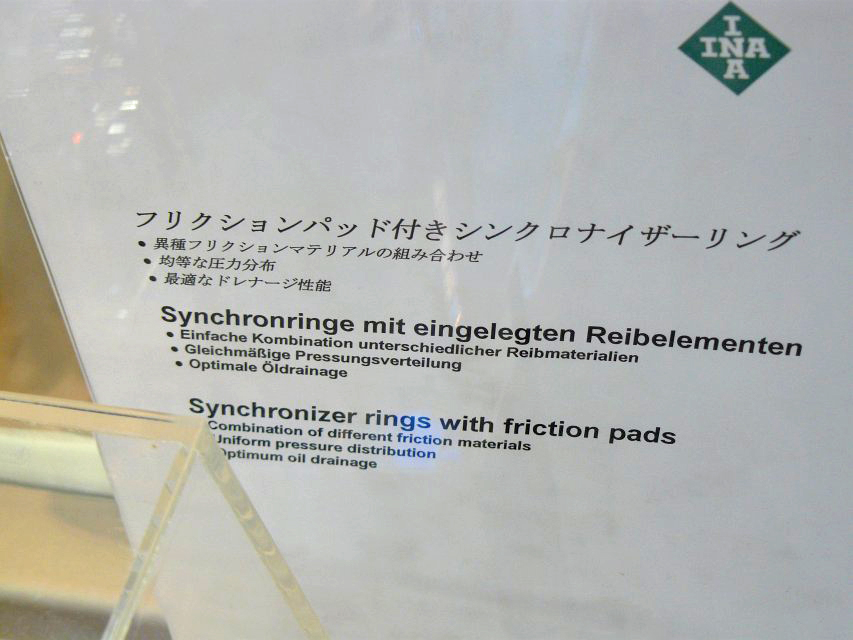 INA
INA
フリクションパッド付きシンクロナイザーリング
• 異種フリクションマテリアルの組み合わせ
• 均等な圧力分布
• 最適なドレナージ性能
Synchronringe mit eingelegten Reibelementen
• Einfache Kombination unterschiedlicher Reibmaterialien
• Gleichmäßige Pressungsverteilung
• Optimale Öldrainage
Synchronizer rings with friction pads
Combination of different friction materials
Uniform pressure distribution
Optimum oil drainage